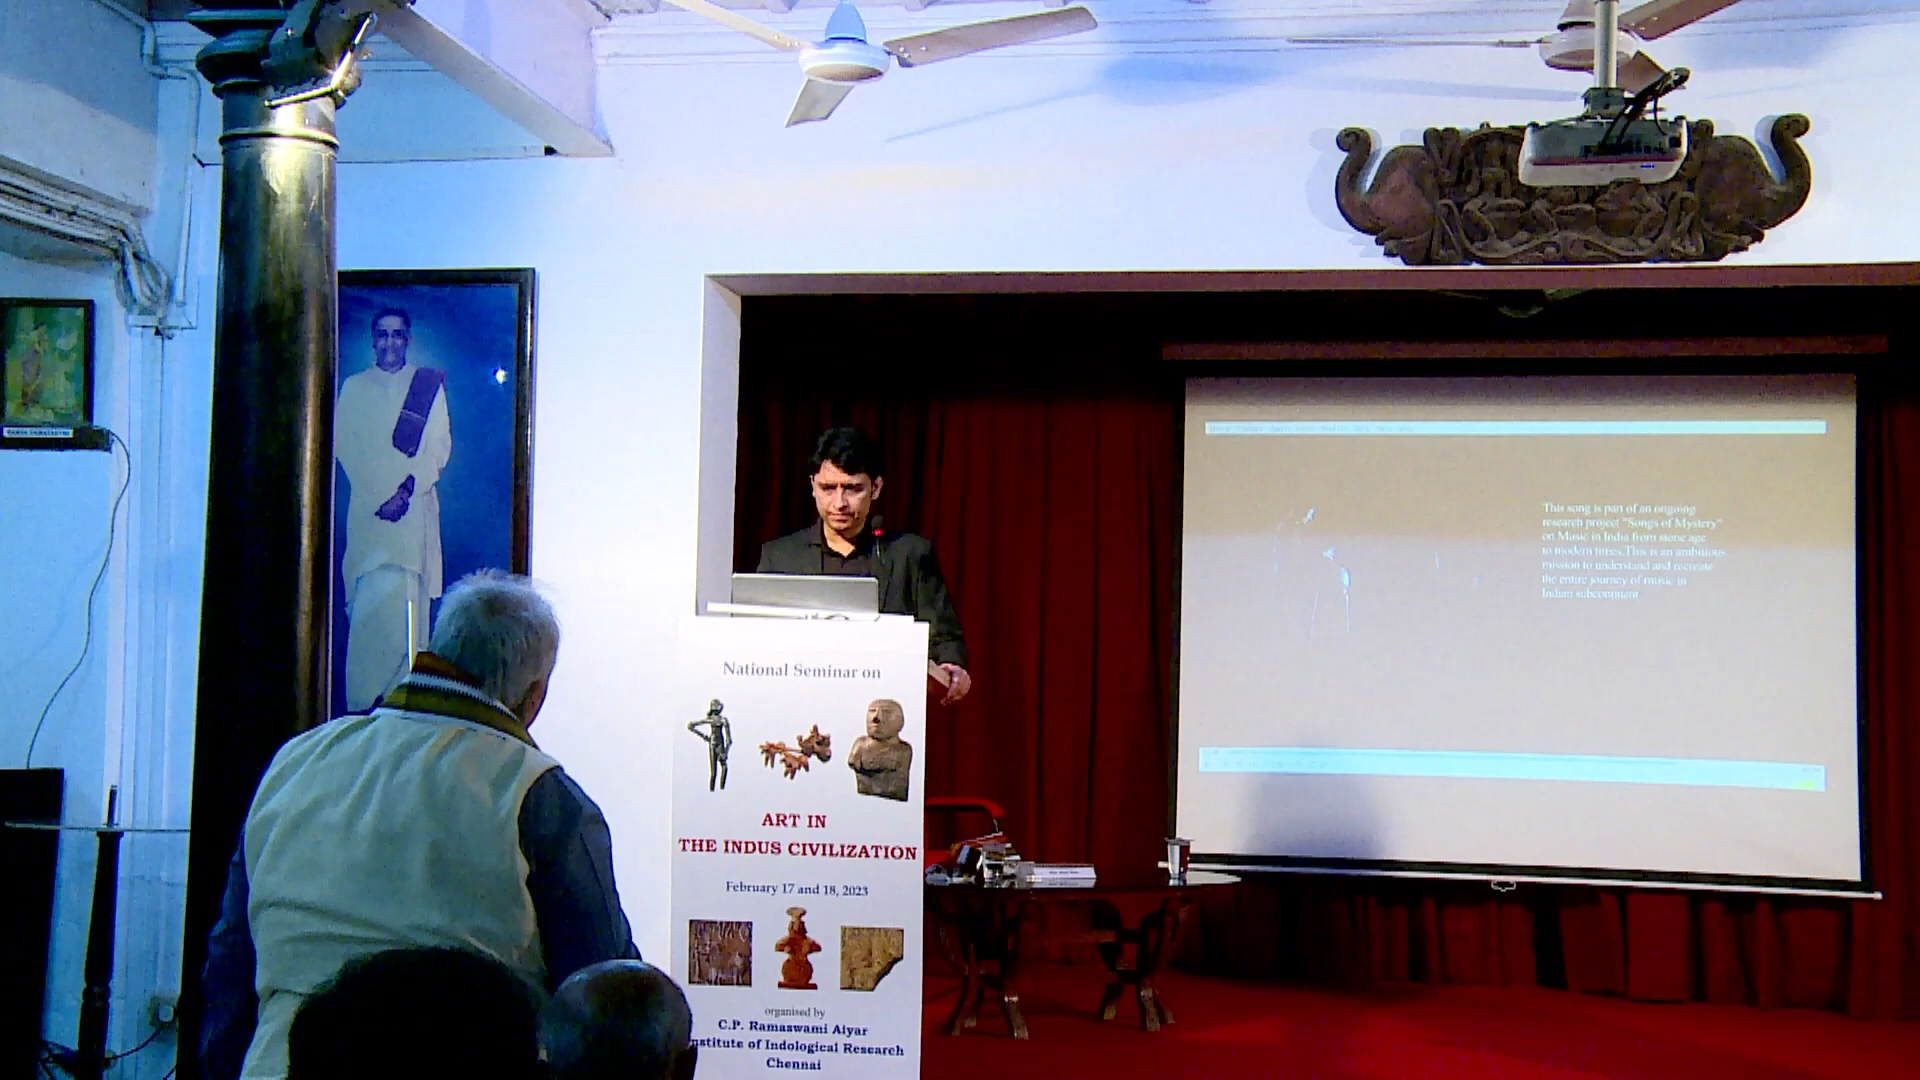 This song is part of an ongoing
research project "Songs of Mystery"
on Music in India from stone age
to modern times.This is an ambitious
mission to understand and recreate
the entire journey of music in
Indian subcontinent
National Seminar on
ART IN
THE INDUS CIVILIZATION
February 17 and 18, 2023
organised by
C.P. Ramaswami Aiyar
nstitute of Indological Research
Chennai